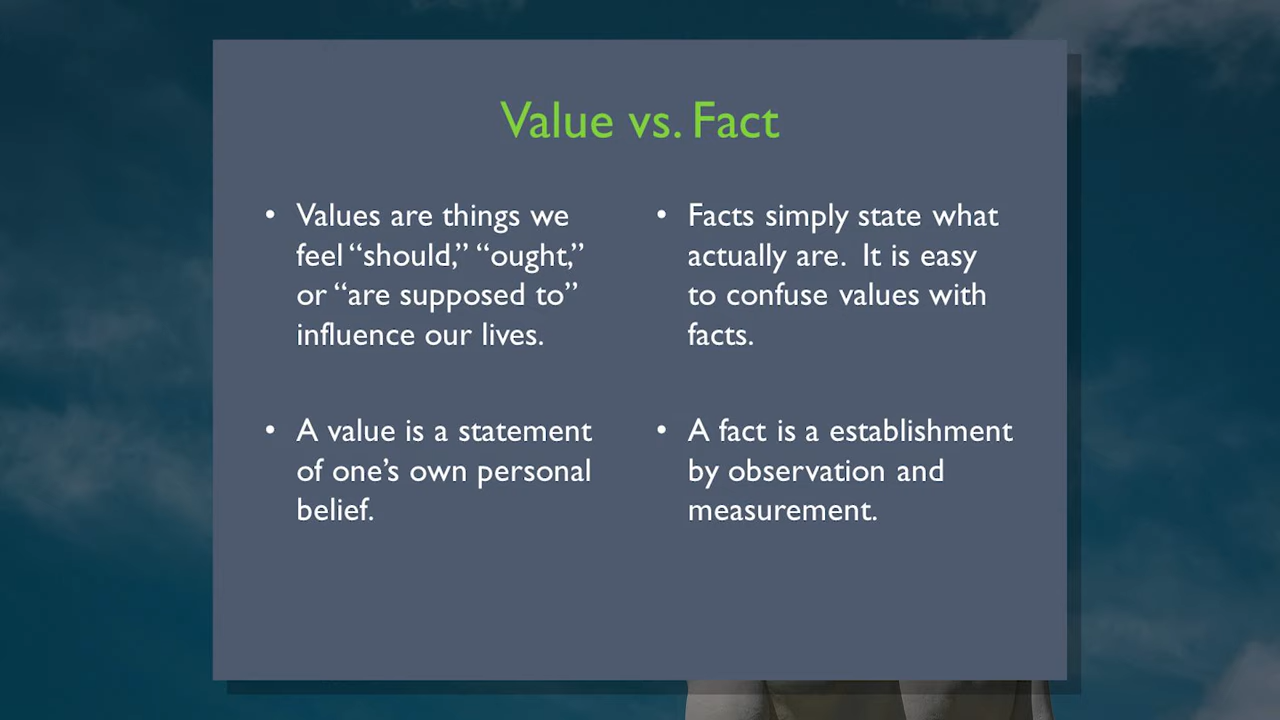 Value vs. Fact
• Values are things we
feel “should,” “ought,”
or “are supposed to”
influence our lives.
• A value is a statement
of one’s own personal
belief.
• Facts simply state what
actually are.  It is easy
to confuse values with
facts.
• A fact is a establishment
by observation and
measurement.